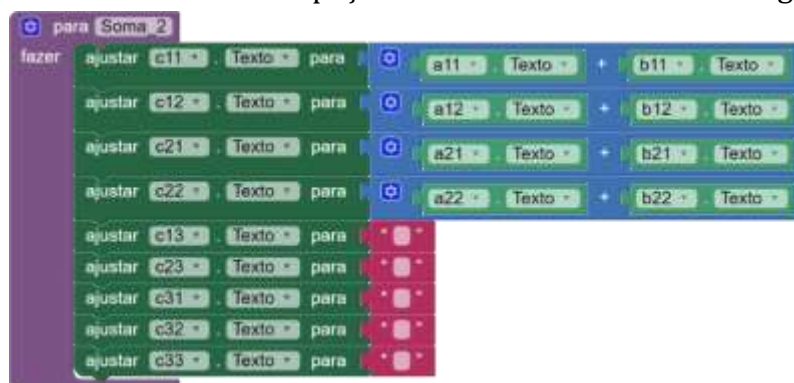 para Soma 2
fazer ajustar c11 . Texto para a11 . Texto + b11 . Texto
ajustar c12 . Texto para a12 . Texto + b12 . Texto
ajustar c21 . Texto para a21 . Texto + b21 . Texto
ajustar c22 . Texto para a22 . Texto + b22 . Texto
ajustar c13 . Texto para " "
ajustar c23 . Texto para " "
ajustar c31 . Texto para " "
ajustar c32 . Texto para " "
ajustar c33 . Texto para " "